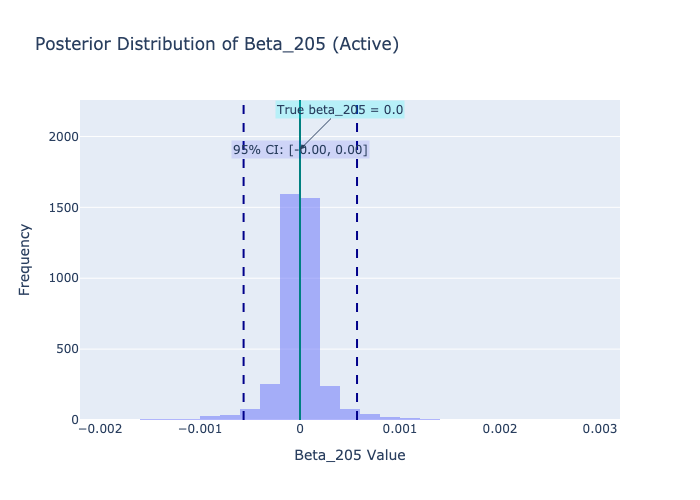 Posterior Distribution of Beta_205 (Active)
True beta_205 = 0.0
95% CI: [-0.00, 0.00]
2000
1500
1000
500
0
Frequency
−0.002
−0.001
0
0.001
0.002
0.003
Beta_205 Value